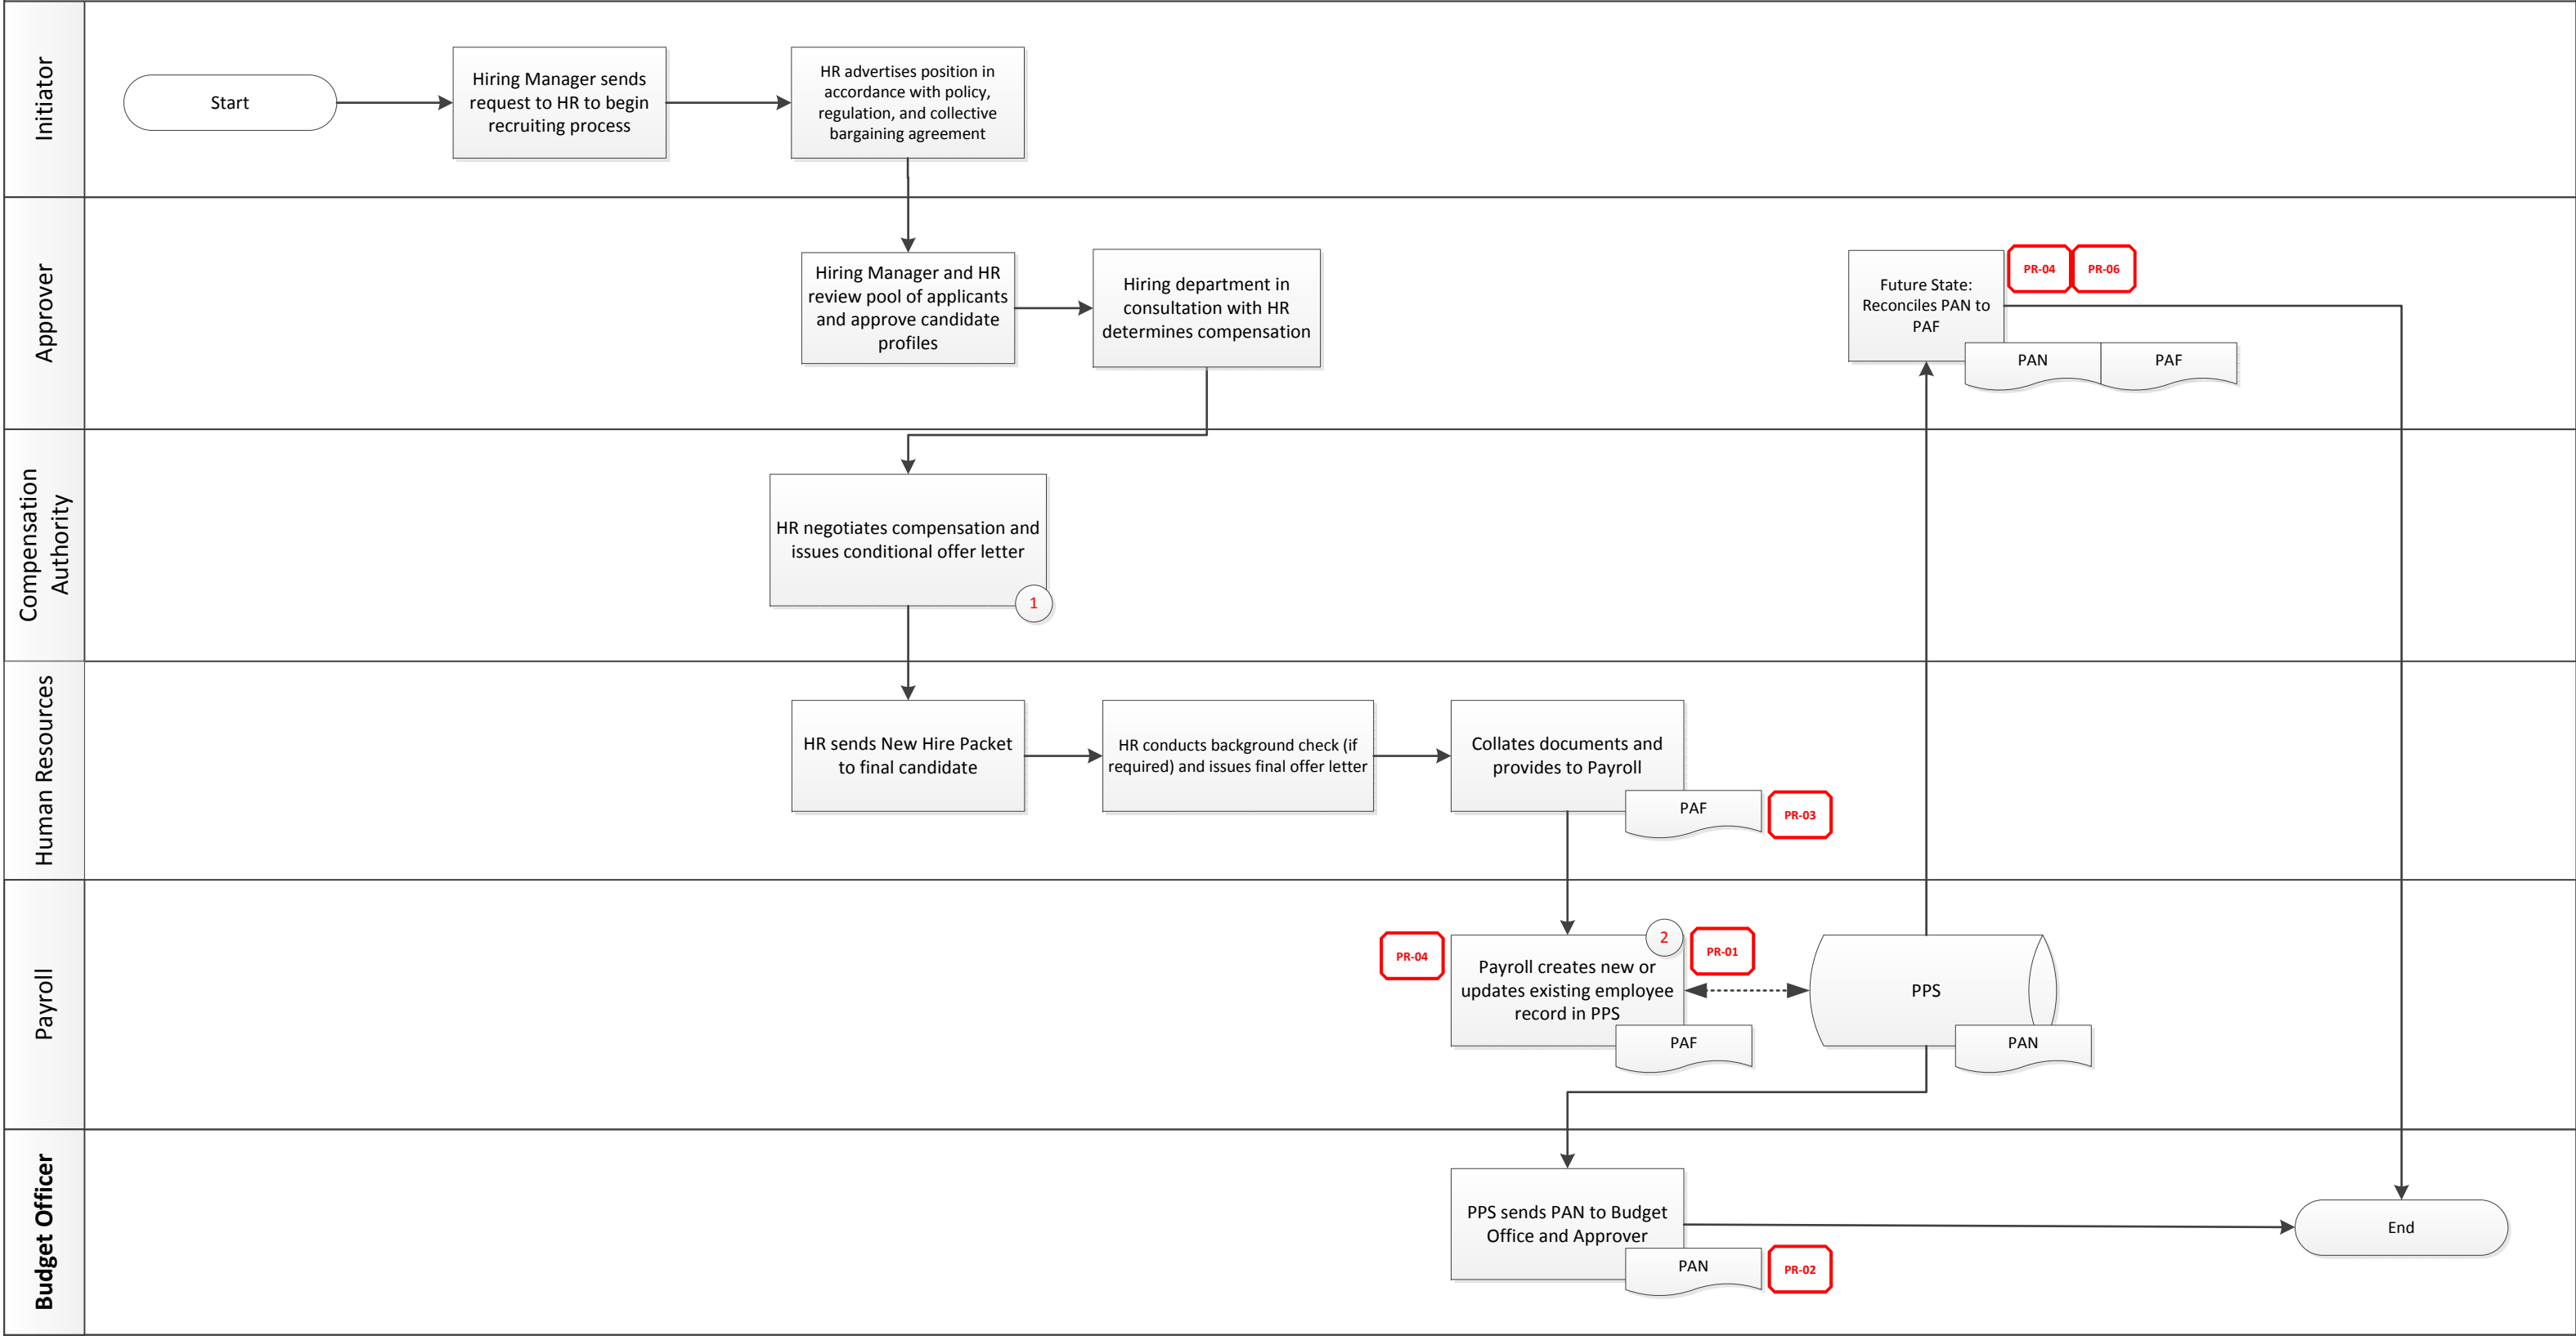 Initiator
Start
Hiring Manager sends
request to HR to begin
recruiting process
HR advertises position in
accordance with policy,
regulation, and collective
bargaining agreement
Approver
Hiring Manager and HR
review pool of applicants
and approve candidate
profiles
Hiring department in
consultation with HR
determines compensation
Future State:
Reconciles PAN to
PAF
PR-04
PR-06
PAN
PAF
Compensation
Authority
HR negotiates compensation and
issues conditional offer letter
1
Human Resources
HR sends New Hire Packet
to final candidate
HR conducts background check (if
required) and issues final offer letter
Collates documents and
provides to Payroll
PAF
PR-03
Payroll
PR-04
2
Payroll creates new or
updates existing employee
record in PPS
PR-01
PAF
PPS
PAN
Budget Officer
PPS sends PAN to Budget
Office and Approver
PAN
PR-02
End